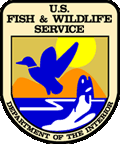 U.S.
FISH & WILDLIFE
SERVICE
DEPARTMENT OF THE INTERIOR